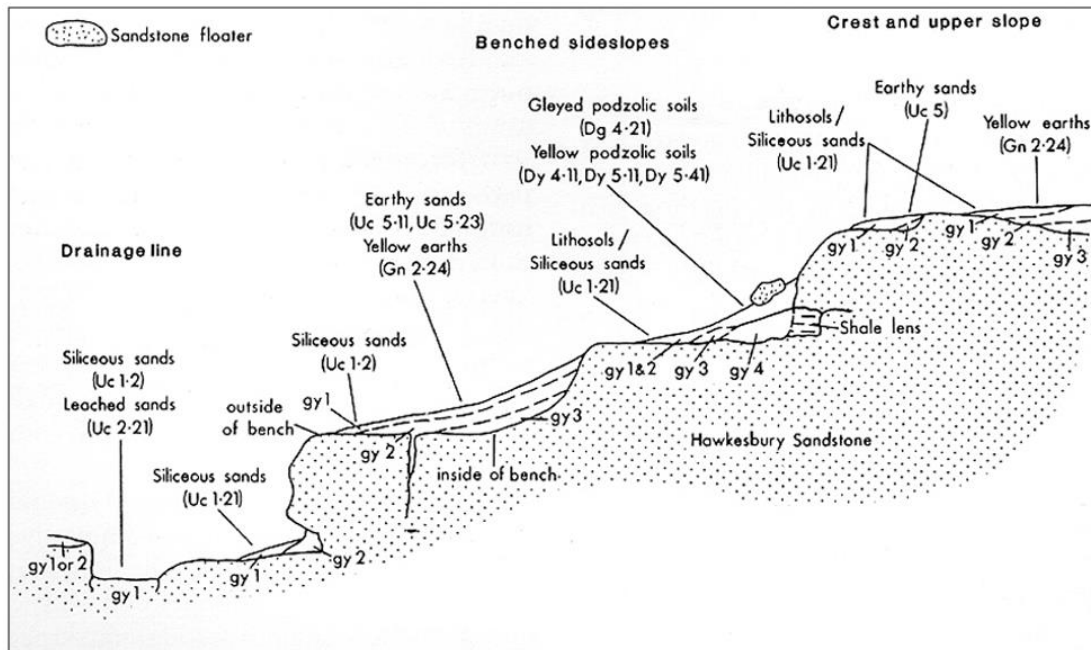 Sandstone floater
Benched sideslopes
Crest and upper slope
Gleyed podzolic soils
(Dg 4·21)
Yellow podzolic soils
(Dy 4·11, Dy 5·11, Dy 5·41)
Earthy sands
(Uc 5)
Lithosols/
Siliceous sands
(Uc 1·21)
Yellow earths
(Gn 2·24)
Earthy sands
(Uc 5·11, Uc 5·23)
Yellow earths
(Gn 2·24)
Lithosols/
Siliceous sands
(Uc 1·21)
Drainage line
gy 1
gy 2
gy 1
gy 2
gy 3
Shale lens
Siliceous sands
(Uc 1·2)
Leached sands
(Uc 2·21)
Siliceous sands
(Uc 1·2)
gy 1
outside
of bench
gy 2
gy 3
inside of bench
gy 1&2
gy 3
gy 4
Hawkesbury Sandstone
Siliceous sands
(Uc 1·21)
gy 1 or 2
gy 1
gy 1
gy 2